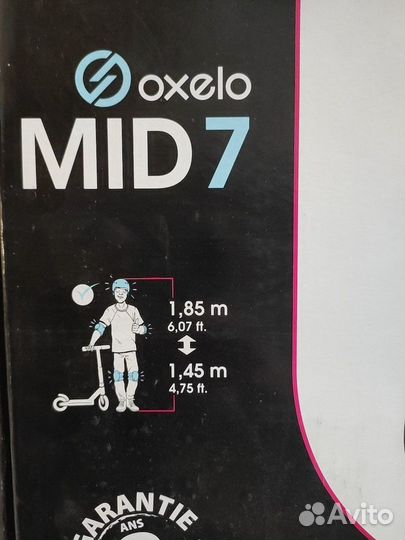 oxelo
MID 7
1,85 m
6,07 ft.
1,45 m
4,75 ft.
GARANTIE
ANS
Avito